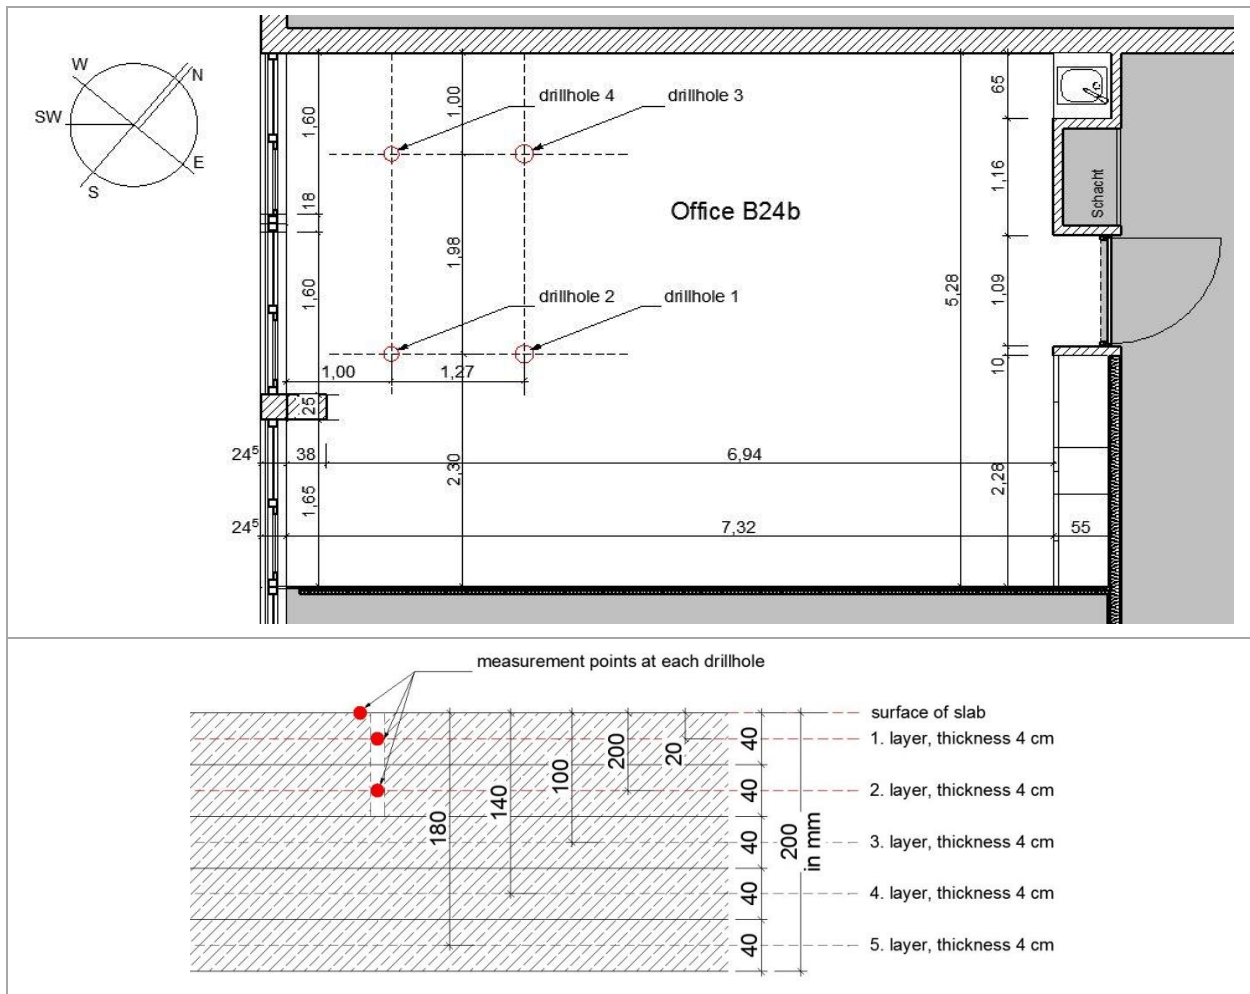 W
N
SW
E
S
drillhole 4
drillhole 3
1,60
1,00
65
1,16
Schacht
Office B24b
18
1,98
1,60
5,28
1,09
drillhole 2
drillhole 1
1,00
1,27
10
25
24⁵
38
6,94
2,30
2,28
1,65
24⁵
7,32
55
measurement points at each drillhole
surface of slab
1. layer, thickness 4 cm
2. layer, thickness 4 cm
3. layer, thickness 4 cm
4. layer, thickness 4 cm
5. layer, thickness 4 cm
180
140
100
200
20
40
40
40
40
40
200
in mm